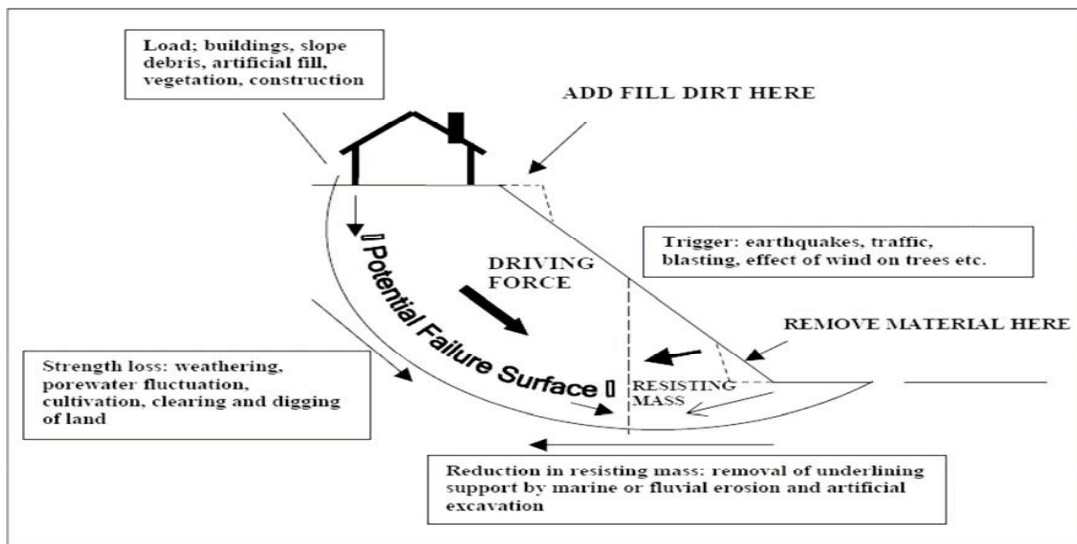 Load; buildings, slope
debris, artificial fill,
vegetation, construction
ADD FILL DIRT HERE
Trigger: earthquakes, traffic,
blasting, effect of wind on trees etc.
DRIVING
FORCE
Potential Failure Surface
REMOVE MATERIAL HERE
Strength loss: weathering,
porewater fluctuation,
cultivation, clearing and digging
of land
RESISTING
MASS
Reduction in resisting mass: removal of underlining
support by marine or fluvial erosion and artificial
excavation